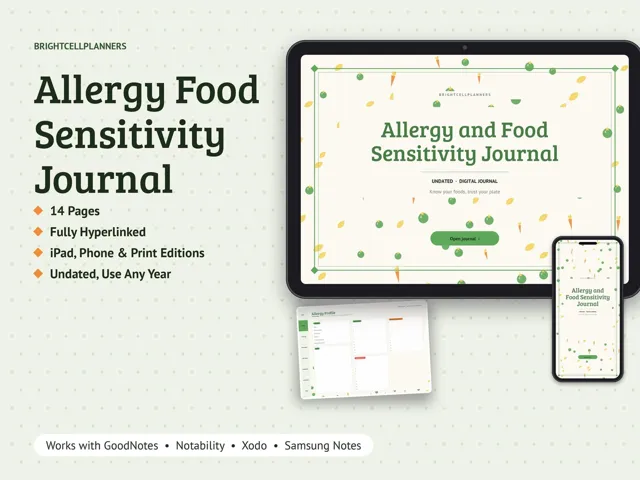 BRIGHTCELLPLANNERS
Allergy Food
Sensitivity
Journal
14 Pages
Fully Hyperlinked
iPad, Phone & Print Editions
Undated, Use Any Year
Works with GoodNotes • Notability • Xodo • Samsung Notes
BRIGHTCELLPLANNERS
Allergy and Food
Sensitivity Journal
UNDATED · DIGITAL JOURNAL
Know your foods, trust your plate
Open journal
Allergy Profile
Allergy and
Food Sensitivity
Journal